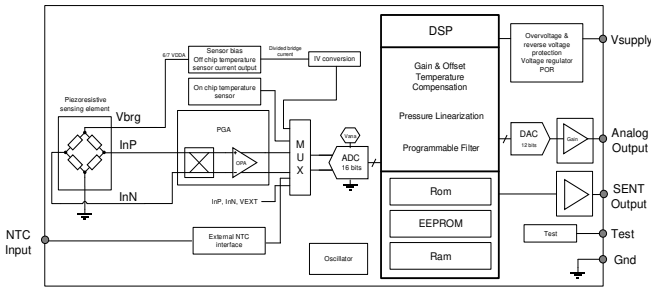 DSP
Gain & Offset
Temperature
Compensation
Pressure Linearization
Programmable Filter
Rom
EEPROM
Ram
Overvoltage &
reverse voltage
protection
Voltage regulator
POR
Vsupply
6/7 VDDA
Sensor bias
Off chip temperature
sensor current output
Divided bridge
current
IV conversion
On chip temperature
sensor
Piezoresistive
sensing element
Vbrg
InP
InN
PGA
OPA
M
U
X
Vana
ADC
16 bits
DAC
12 bits
Gain
Analog
Output
SENT
Output
InP, InN, VEXT
NTC
Input
External NTC
interface
Oscillator
Test
Test
Gnd